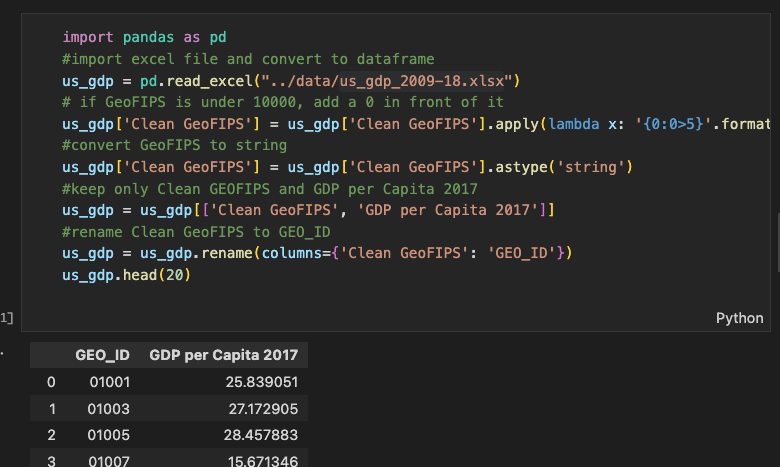 import pandas as pd
#import excel file and convert to dataframe
us_gdp = pd.read_excel("../data/us_gdp_2009-18.xlsx")
# if GeoFIPS is under 10000, add a 0 in front of it
us_gdp['Clean GeoFIPS'] = us_gdp['Clean GeoFIPS'].apply(lambda x: '{0:0>5}'.format
#convert GeoFIPS to string
us_gdp['Clean GeoFIPS'] = us_gdp['Clean GeoFIPS'].astype('string')
#keep only Clean GEOFIPS and GDP per Capita 2017
us_gdp = us_gdp[['Clean GeoFIPS', 'GDP per Capita 2017']]
#rename Clean GeoFIPS to GEO_ID
us_gdp = us_gdp.rename(columns={'Clean GeoFIPS': 'GEO_ID'})
us_gdp.head(20)
1]
Python
GEO_ID GDP per Capita 2017
0 01001 25.839051
1 01003 27.172905
2 01005 28.457883
3 01007 15.671346